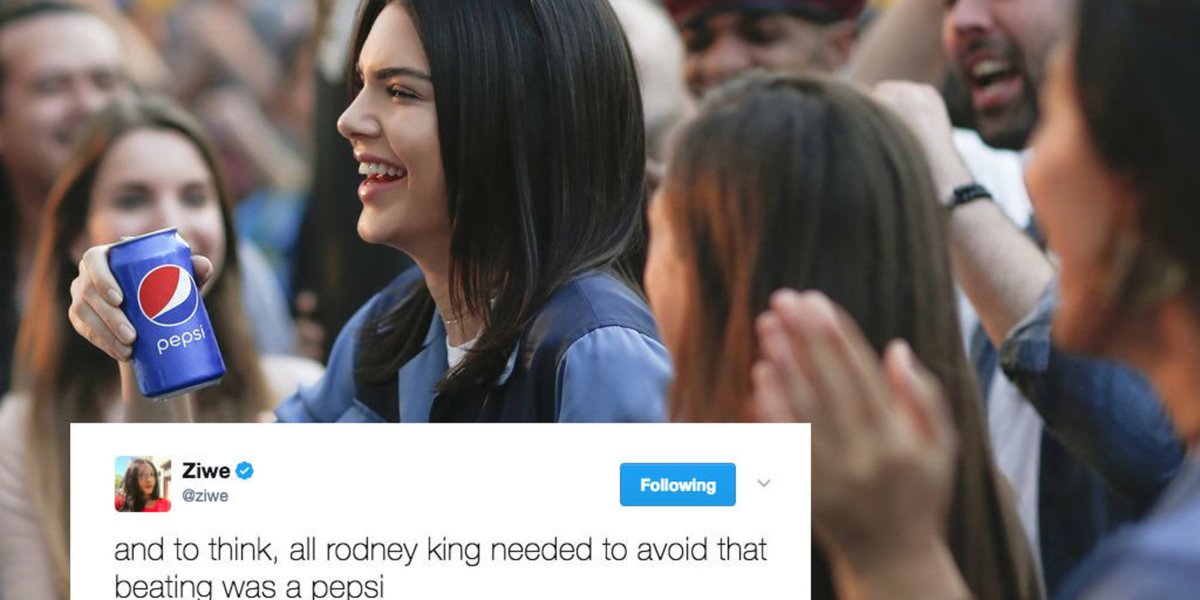 pepsi
Ziwe
@ziwe
Following
and to think, all rodney king needed to avoid that
beating was a pepsi